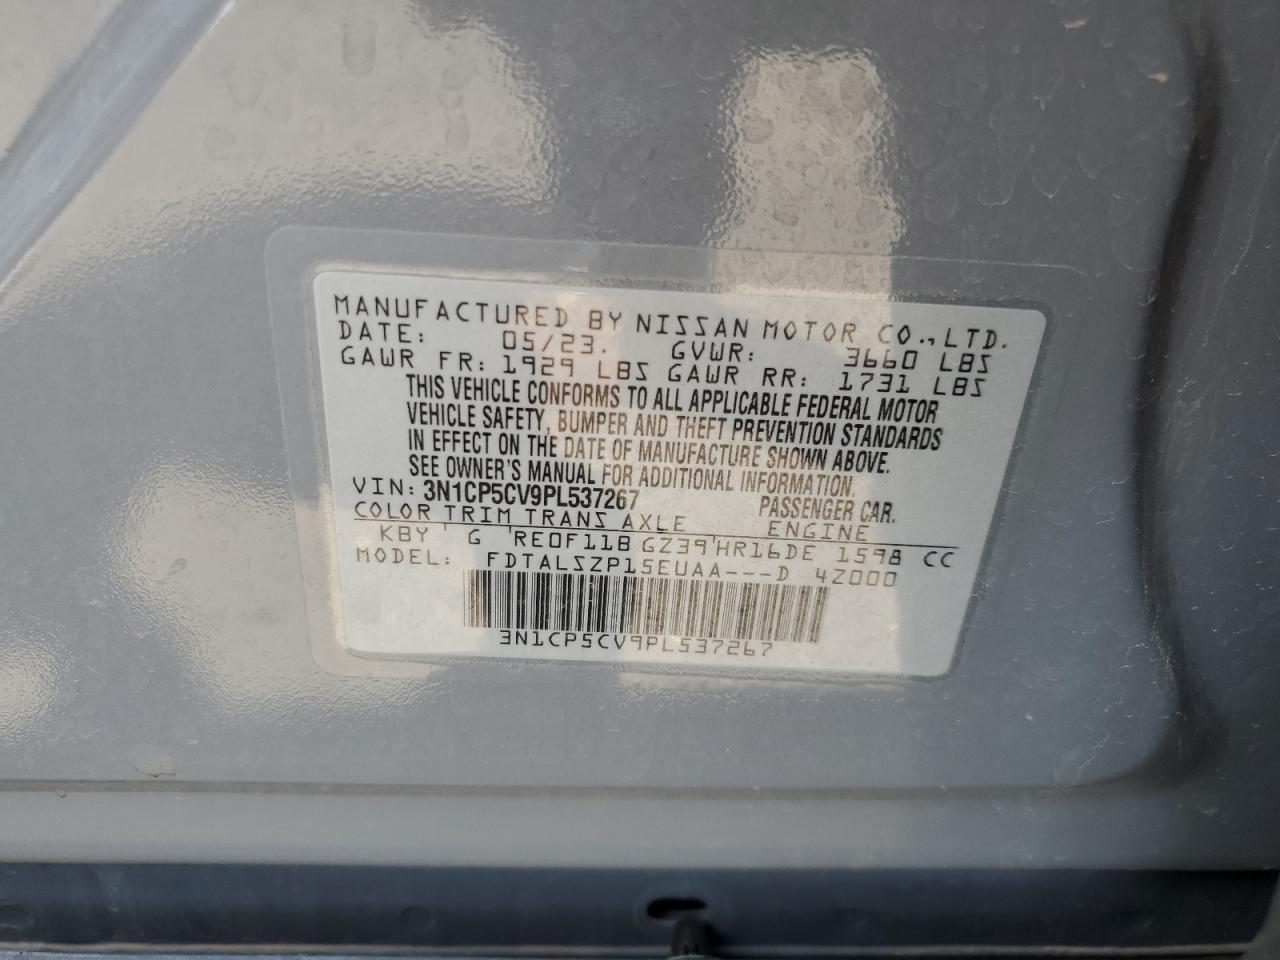 MANUFACTURED BY NISSAN MOTOR CO.,LTD.
DATE: 05/23. GVWR: 3660 LBS
GAWR FR: 1929 LBS GAWR RR: 1731 LBS
THIS VEHICLE CONFORMS TO ALL APPLICABLE FEDERAL MOTOR
VEHICLE SAFETY, BUMPER AND THEFT PREVENTION STANDARDS
IN EFFECT ON THE DATE OF MANUFACTURE SHOWN ABOVE.
SEE OWNER'S MANUAL FOR ADDITIONAL INFORMATION.
VIN: 3N1CP5CV9PL537267 PASSENGER CAR.
COLOR TRIM TRANS AXLE ENGINE
KBY G RE0F11B GZ39 HR16DE 1598 CC
MODEL: FDTALSZP15EUAA---D 4Z000
3N1CP5CV9PL537267